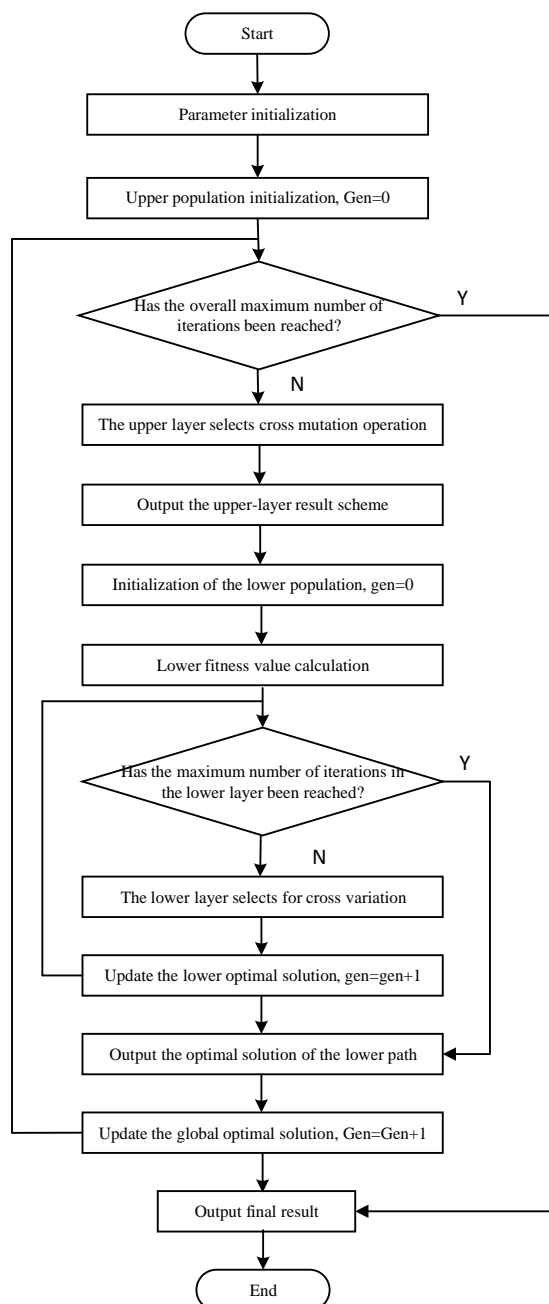 Start
Parameter initialization
Upper population initialization, Gen=0
Has the overall maximum number of
iterions been reached?
Y
N
The upper layer selects cross mutation operation
Output the upper-layer result scheme
Initialization of the lower population, gen=0
Lower fitness value calculation
Has the maximum number of iterations in
the lower layer been reached?
Y
N
The lower layer selects for cross variation
Update the lower optimal solution, gen=gen+1
Output the optimal solution of the lower path
Update the global optimal solution, Gen=Gen+1
Output final result
End